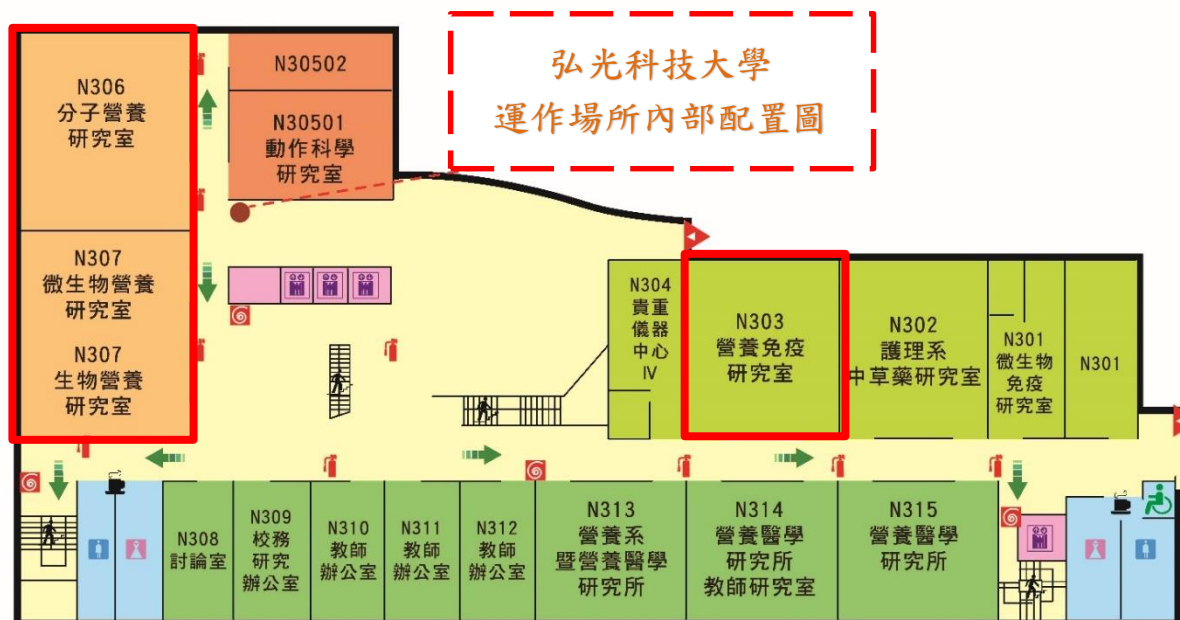 弘光科技大學
運作場所內部配置圖
N306
分子營養
研究室
N30502
N30501
動作科學
研究室
N307
微生物營養
研究室
N307
生物營養
研究室
N304
貴重
儀器
中心
IV
N303
營養免疫
研究室
N302
護理系
中草藥研究室
N301
微生物
免疫
研究室
N301
N308
討論室
N309
校務
研究
辦公室
N310
教師
辦公室
N311
教師
辦公室
N312
教師
辦公室
N313
營養系
暨營養醫學
研究所
N314
營養醫學
研究所
教師研究室
N315
營養醫學
研究所